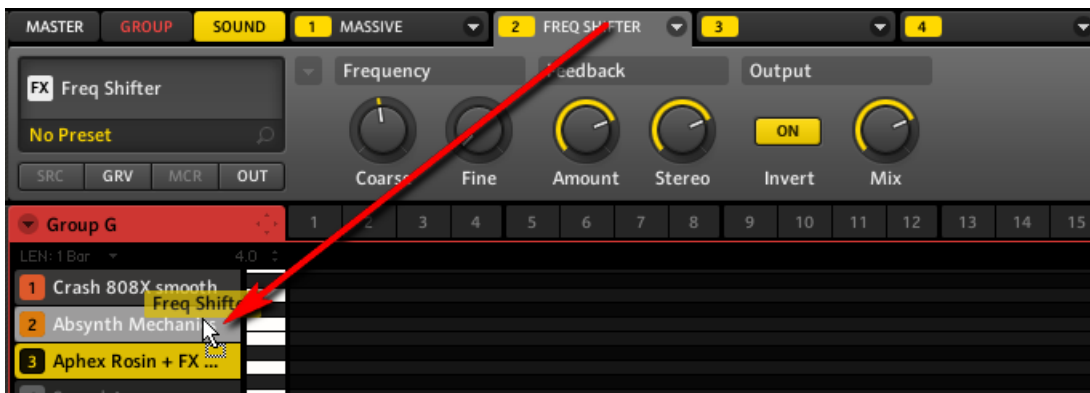 MASTER GROUP SOUND 1 MASSIVE 2 FREQ SHIFTER 3 4
FX Freq Shifter
Frequency Feedback Output
No Preset
ON
SRC GRV MCR OUT
Coarse Fine Amount Stereo Invert Mix
Group G 1 2 3 4 5 6 7 8 9 10 11 12 13 14 15
LEN: 1 Bar 4.0
1 Crash 808X smooth
Freq Shifte
2 Absynth Mechani
3 Aphex Rosin + FX ...